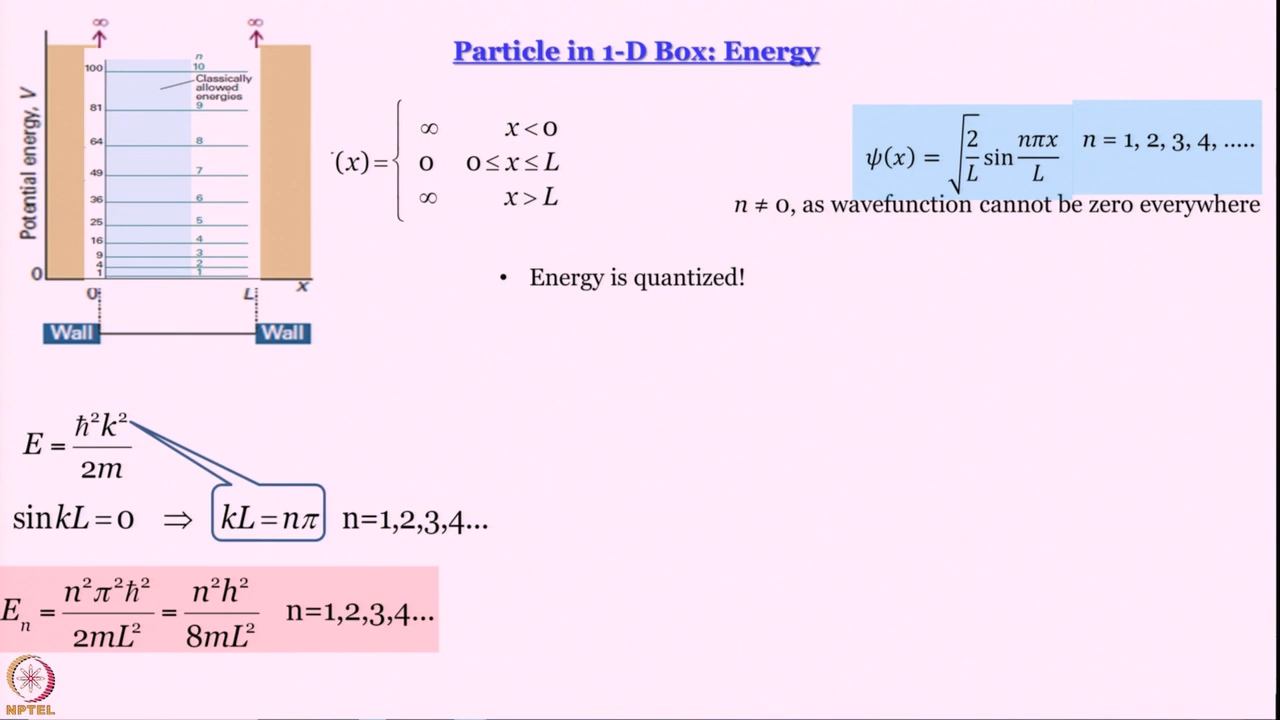 Particle in 1-D Box: Energy
∞ ∞
Potential energy, V
n
100 10
Classically
allowed
energies
81 9
64 8
49 7
36 6
25 5
16 4
9 3
4 2
1 1
0
0 L x
Wall Wall
(x) = { ∞ x < 0
0 0 ≤ x ≤ L
∞ x > L
ψ(x) = √(2/L) sin nπx/L n = 1, 2, 3, 4, .....
n ≠ 0, as wavefunction cannot be zero everywhere
• Energy is quantized!
E = ħ²k²/2m
sin kL = 0 ⇒ kL = nπ n=1,2,3,4...
Eₙ = n²π²ħ²/2mL² = n²h²/8mL² n=1,2,3,4...
NPTEL